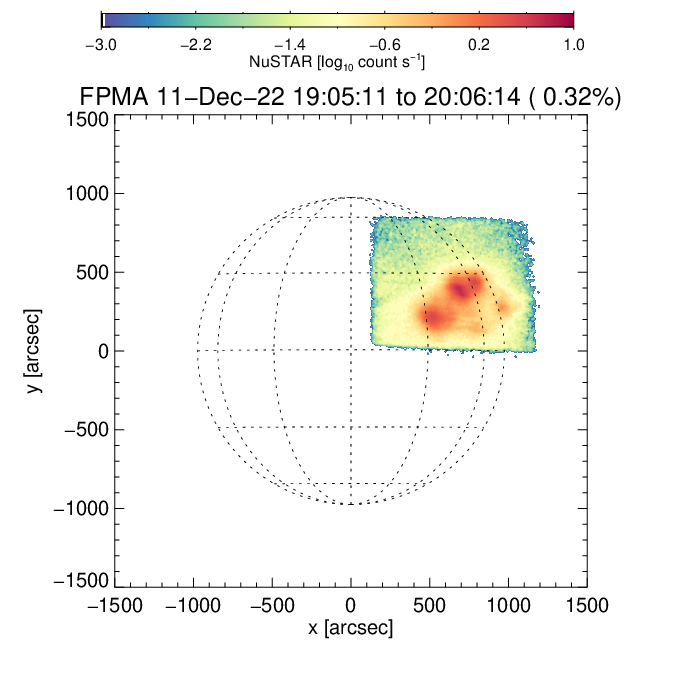 −3.0 −2.2 −1.4 −0.6 0.2 1.0
NuSTAR [log₁₀ count s⁻¹]
FPMA 11−Dec−22 19:05:11 to 20:06:14 ( 0.32%)
1500
1000
500
0
−500
−1000
−1500
y [arcsec]
−1500 −1000 −500 0 500 1000 1500
x [arcsec]